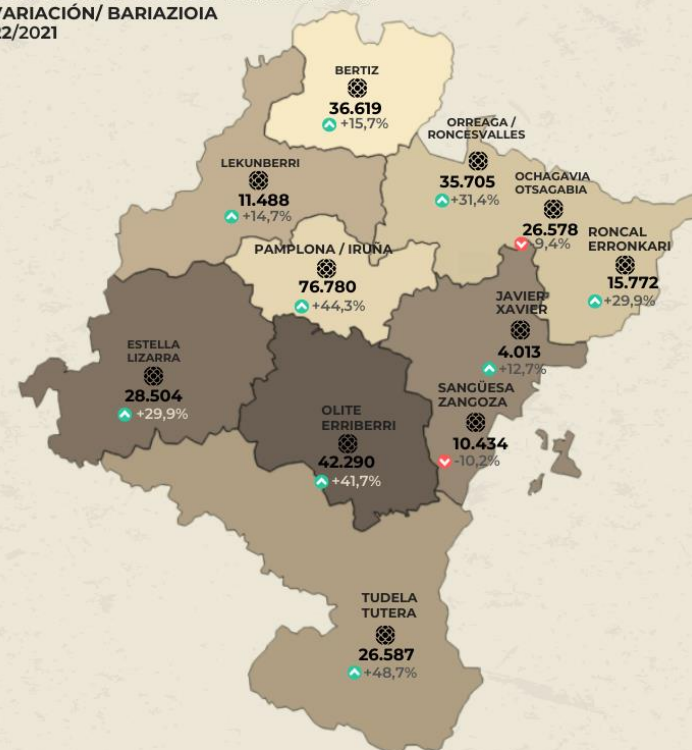 VARIACIÓN/ BARIAZIOIA
22/2021
BERTIZ
36.619
+15,7%
ORREAGA /
RONCESVALLES
35.705
+31,4%
LEKUNBERRI
11.488
+14,7%
OCHAGAVIA
OTSAGABIA
26.578
-9,4%
RONCAL
ERRONKARI
15.772
+29,9%
PAMPLONA / IRUÑA
76.780
+44,3%
JAVIER
XAVIER
4.013
+12,7%
ESTELLA
LIZARRA
28.504
+29,9%
SANGÜESA
ZANGOZA
10.434
-10,2%
OLITE
ERRIBERRI
42.290
+41,7%
TUDELA
TUTERA
26.587
+48,7%